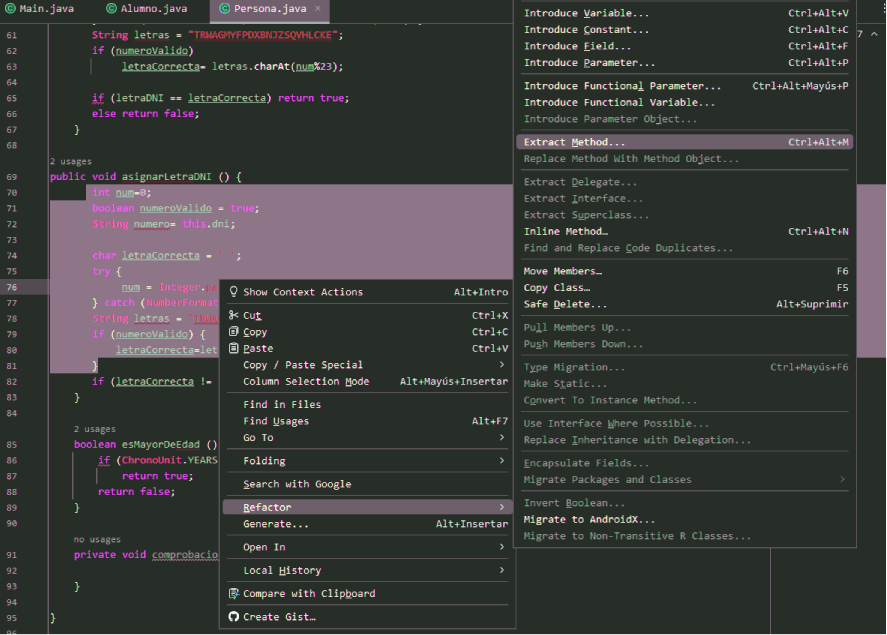 Main.java Alumno.java Persona.java ×
61 String letras = "TRWAGMYFPDXBNJZSQVHLCKE";
62 if (numeroValido)
63 letraCorrecta= letras.charAt(num%23);
64
65 if (letraDNI == letraCorrecta) return true;
66 else return false;
67 }
68
2 usages
69 public void asignarLetraDNI () {
70 int num=0;
71 boolean numeroValido = true;
72 String numero= this.dni;
73
74 char letraCorrecta = ' ';
75 try {
76 num = Integer.
77 } catch (NumberFormat
78 String letras = "TRWA
79 if (numeroValido) {
80 letraCorrecta=let
81 }
82 if (letraCorrecta !=
83 }
84
2 usages
85 boolean esMayorDeEdad ()
86 if (ChronoUnit.YEARS
87 return true;
88 return false;
89 }
90
no usages
91 private void comprobacio
92
93 }
94
95 }
96
Show Context Actions Alt+Intro
Cut Ctrl+X
Copy Ctrl+C
Paste Ctrl+V
Copy / Paste Special >
Column Selection Mode Alt+Mayús+Insertar
Find in Files
Find Usages Alt+F7
Go To >
Folding >
Search with Google
Refactor >
Generate... Alt+Insertar
Open In >
Local History >
Compare with Clipboard
Create Gist…
Introduce Variable... Ctrl+Alt+V
Introduce Constant... Ctrl+Alt+C
Introduce Field... Ctrl+Alt+F
Introduce Parameter... Ctrl+Alt+P
Introduce Functional Parameter... Ctrl+Alt+Mayús+P
Introduce Functional Variable...
Introduce Parameter Object...
Extract Method... Ctrl+Alt+M
Replace Method With Method Object...
Extract Delegate...
Extract Interface...
Extract Superclass...
Inline Method… Ctrl+Alt+N
Find and Replace Code Duplicates...
Move Members… F6
Copy Class… F5
Safe Delete... Alt+Suprimir
Pull Members Up...
Push Members Down...
Type Migration... Ctrl+Mayús+F6
Make Static...
Convert To Instance Method...
Use Interface Where Possible...
Replace Inheritance with Delegation...
Encapsulate Fields...
Migrate Packages and Classes >
Invert Boolean...
Migrate to AndroidX...
Migrate to Non-Transitive R Classes...
7